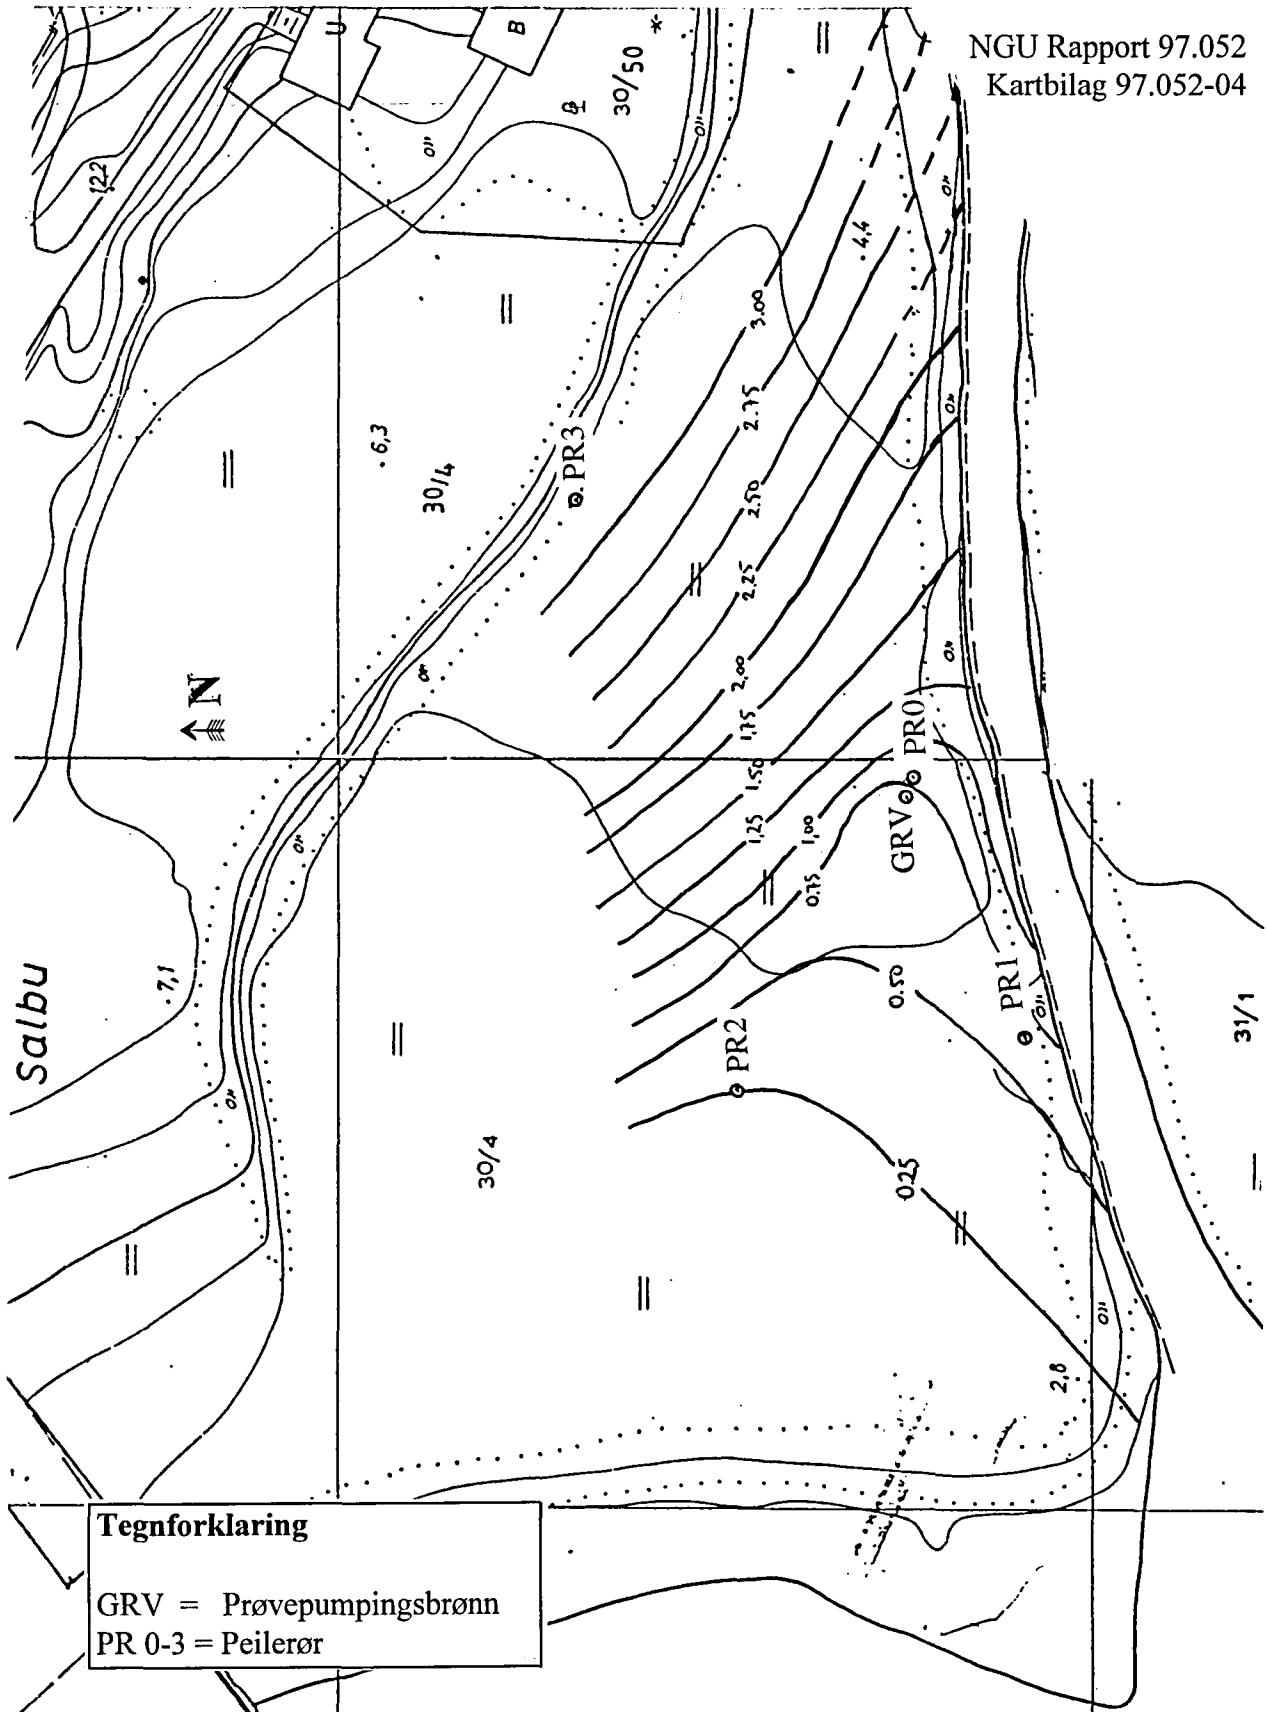 NGU Rapport 97.052
Kartbilag 97.052-04
U
B
30/50
122
4,4
3.00
2.75
2.50
2.25
2,00
1,75
1.50
1,25
1,00
0.75
0.50
0.25
6,3
30/4
PR3
N
PR0
GRV
PR1
PR2
Salbu
7,1
30/4
31/1
2,8
Tegnforklaring
GRV = Prøvepumpingsbrønn
PR 0-3 = Peilerør